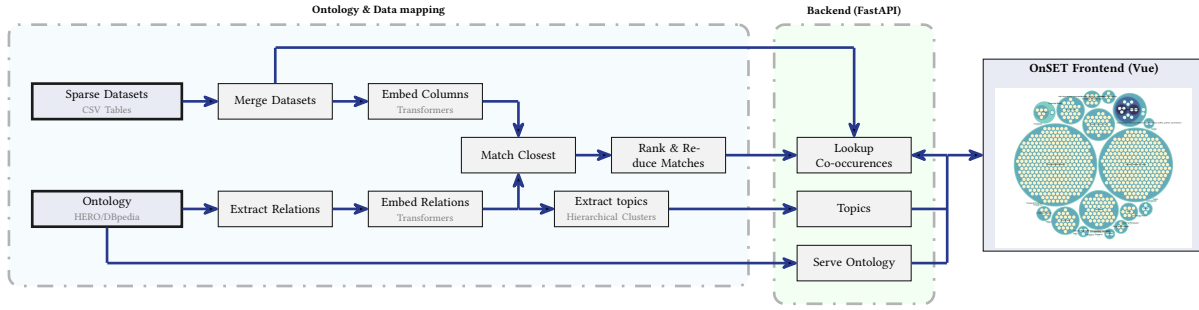 Ontology & Data mapping
Backend (FastAPI)
OnSET Frontend (Vue)
Sparse Datasets
CSV Tables
Merge Datasets
Embed Columns
Transformers
Match Closest
Rank & Re-
duce Matches
Lookup
Co-occurences
Ontology
HERO/DBpedia
Extract Relations
Embed Relations
Transformers
Extract topics
Hierarchical Clusters
Topics
Serve Ontology